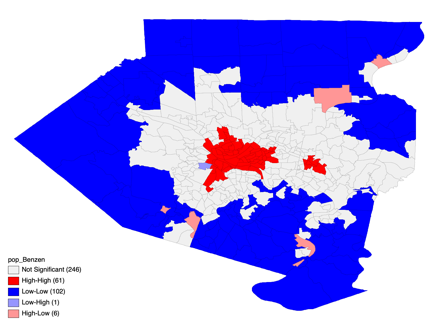 pop_Benzen
Not Significant (246)
High-High (61)
Low-Low (102)
Low-High (1)
High-Low (6)